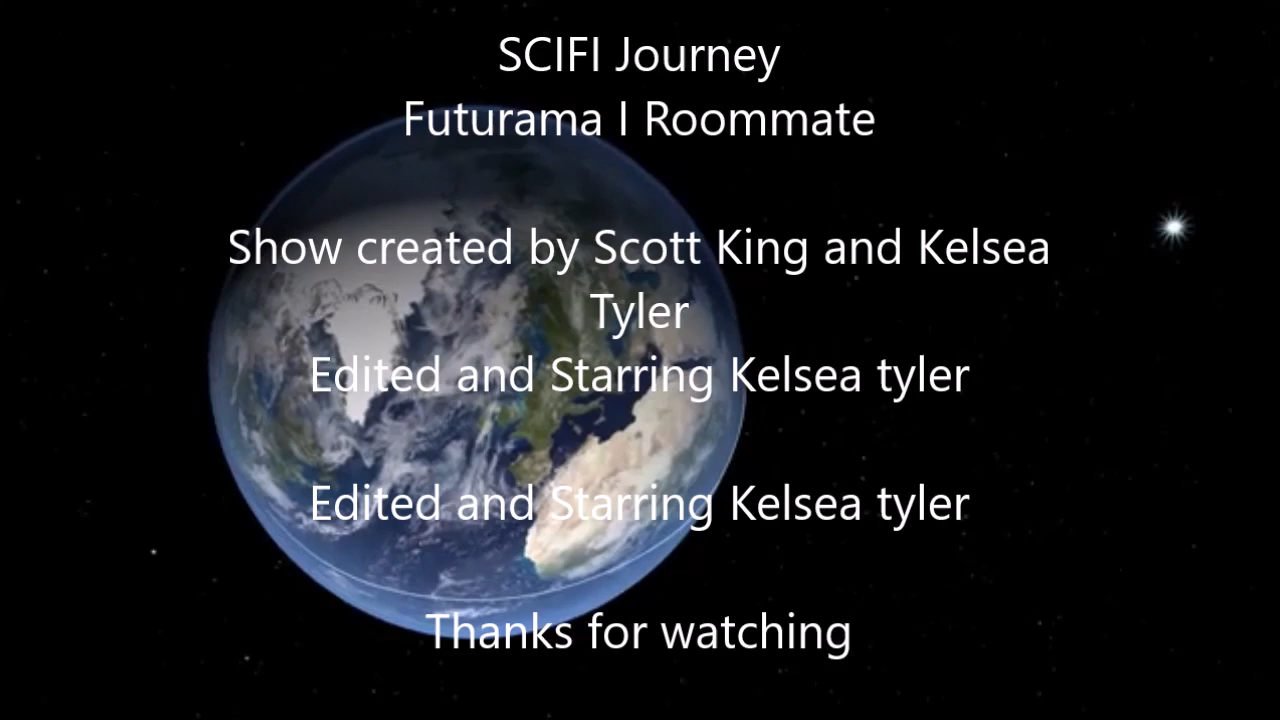 SCIFI Journey
Futurama I Roommate
Show created by Scott King and Kelsea
Tyler
Edited and Starring Kelsea tyler
Edited and Starring Kelsea tyler
Thanks for watching